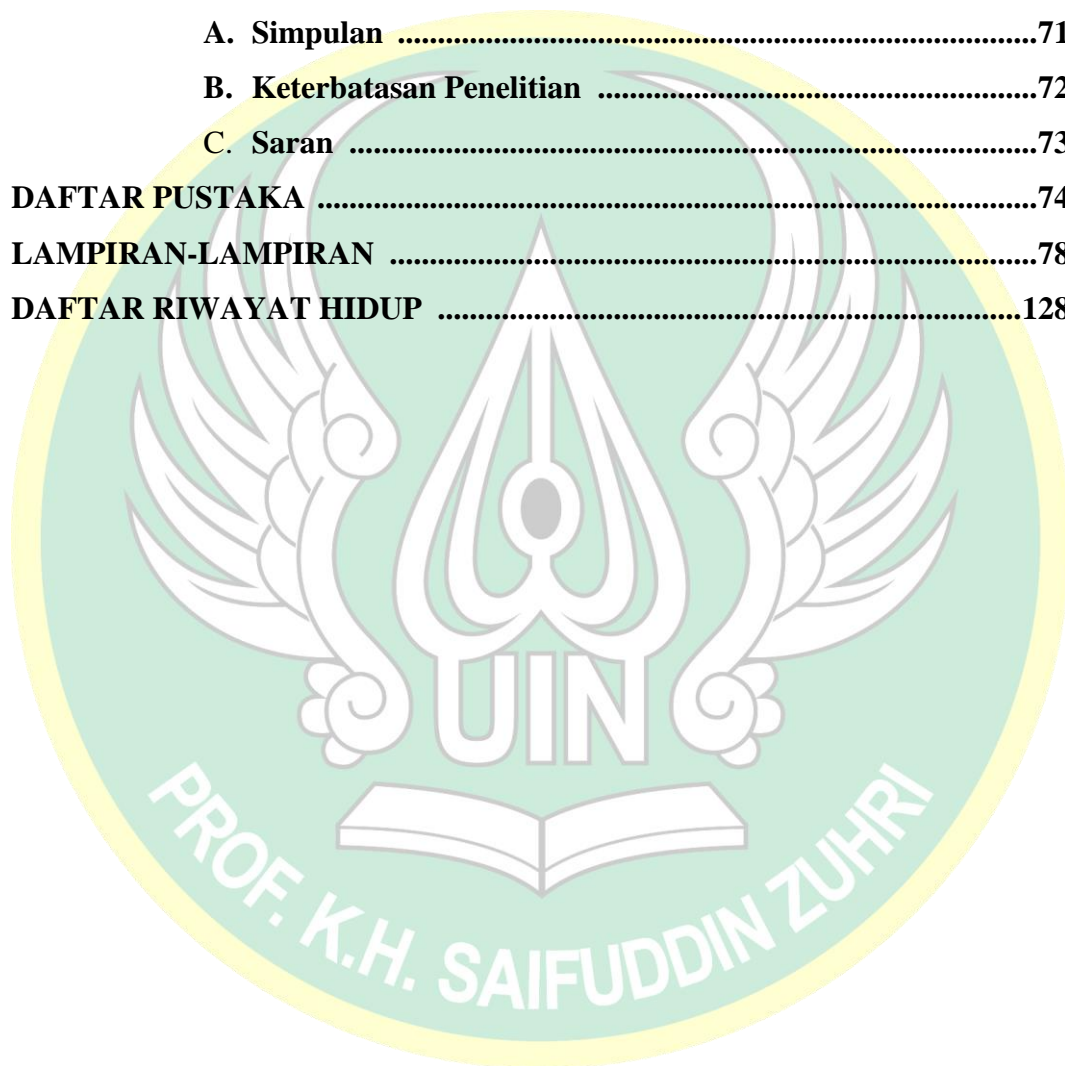 A. Simpulan .................................................................................71
B. Keterbatasan Penelitian ........................................................72
C. Saran .......................................................................................73
DAFTAR PUSTAKA ...........................................................................................74
LAMPIRAN-LAMPIRAN ..................................................................................78
DAFTAR RIWAYAT HIDUP ..........................................................................128
UIN
PROF. K.H. SAIFUDDIN ZUHRI